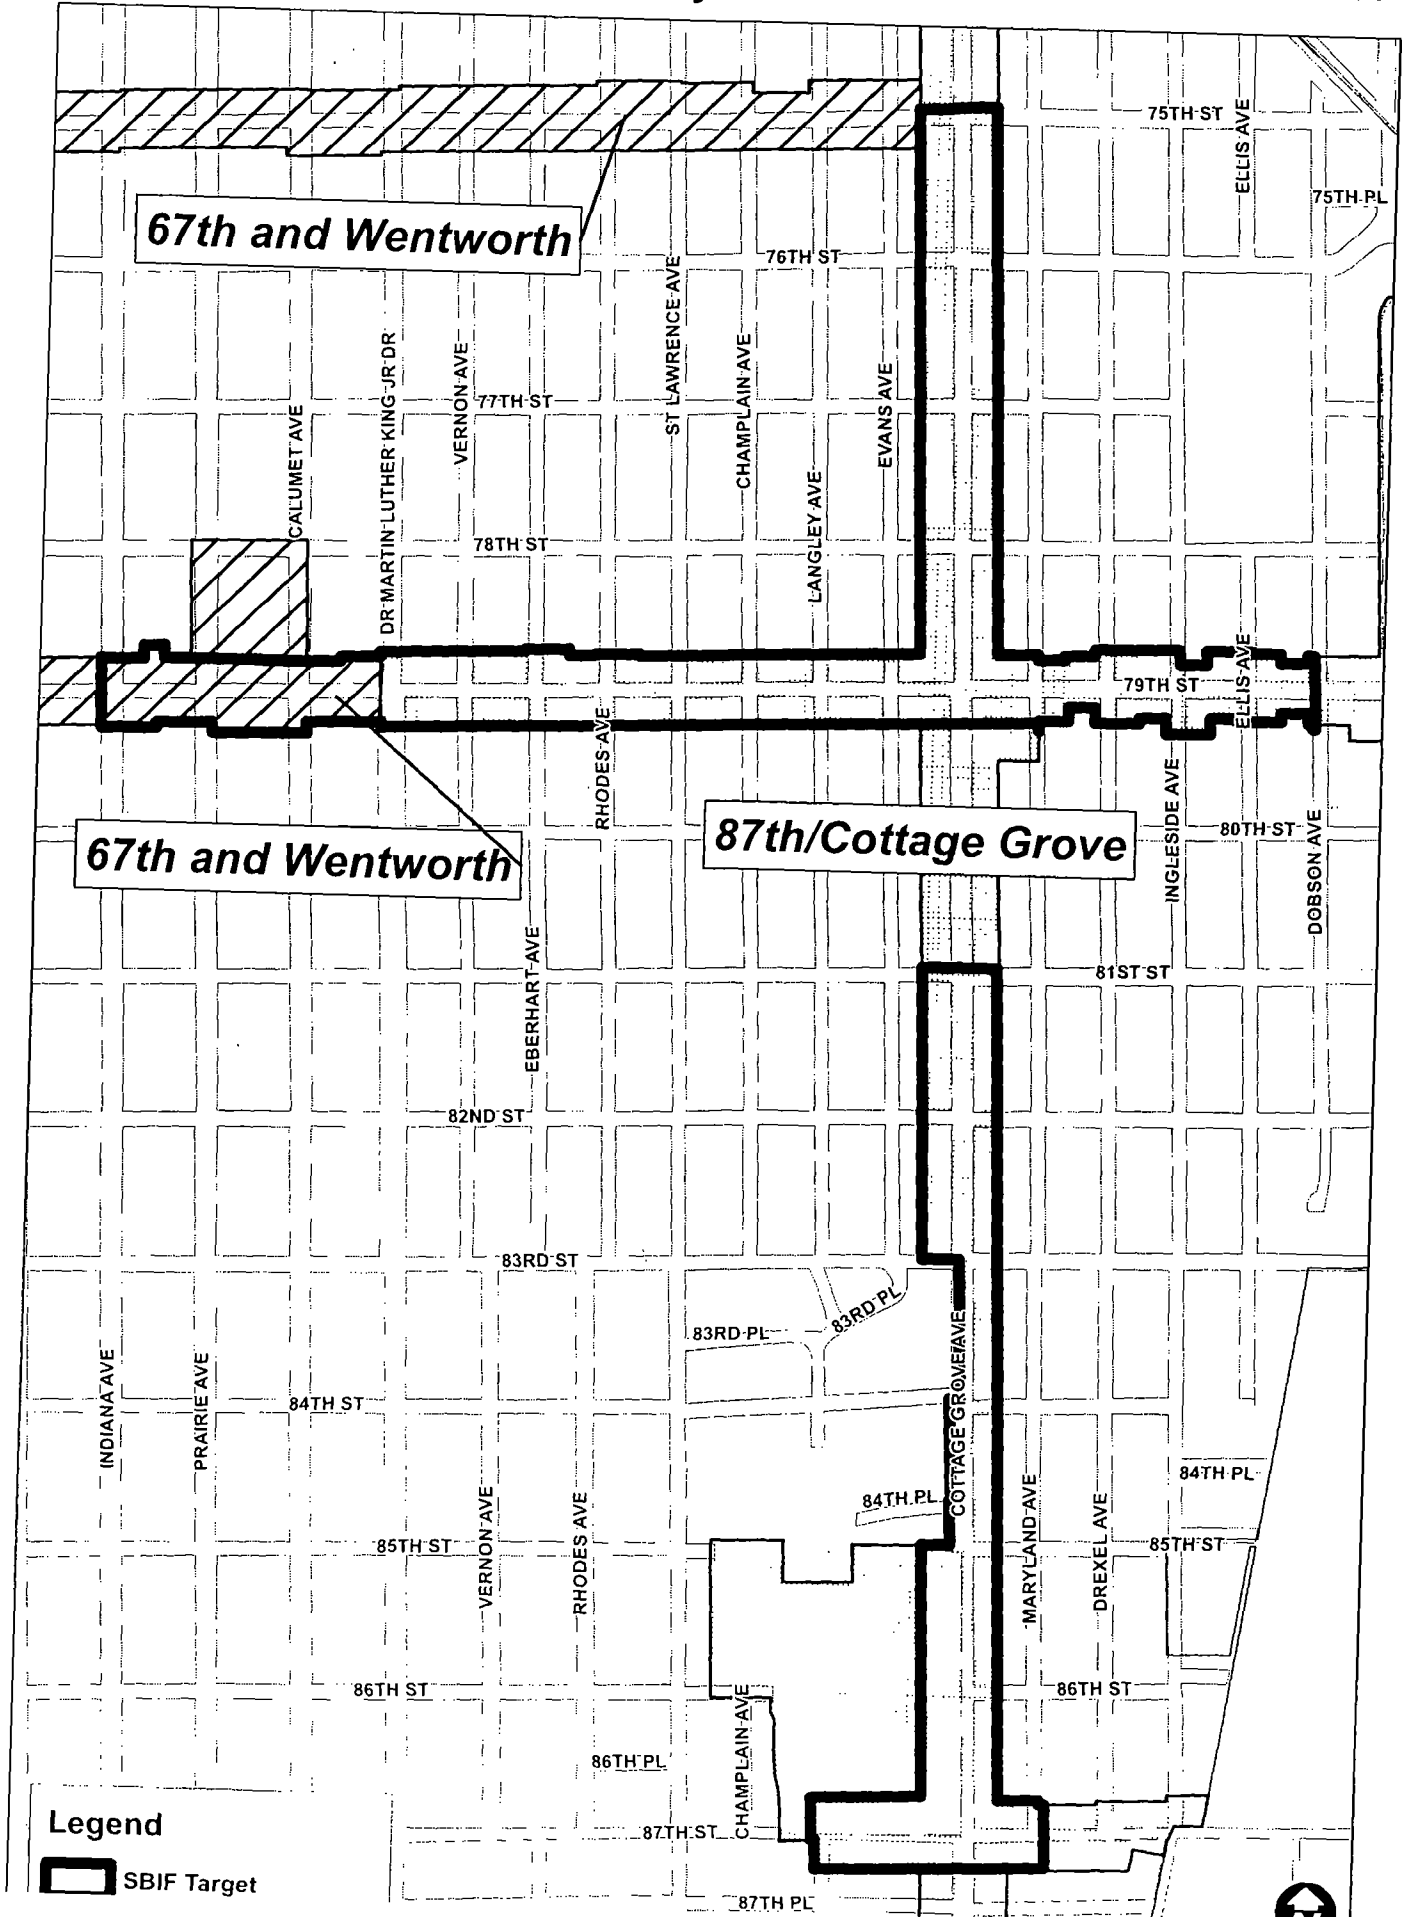 75TH ST
ELLIS AVE
75TH PL
67th and Wentworth
76TH ST
ST LAWRENCE AVE
CHAMPLAIN AVE
DR MARTIN LUTHER KING JR DR
VERNON AVE
77TH ST
EVANS AVE
CALUMET AVE
LANGLEY AVE
78TH ST
ELLIS AVE
79TH ST
RHODES AVE
INGLESIDE AVE
67th and Wentworth
87th/Cottage Grove
80TH ST
DOBSON AVE
EBERHART AVE
81ST ST
82ND ST
83RD ST
83RD PL
83RD PL
COTTAGE GROVE AVE
INDIANA AVE
PRAIRIE AVE
84TH ST
84TH PL
84TH PL
VERNON AVE
RHODES AVE
MARYLAND AVE
DREXEL AVE
85TH ST
85TH ST
86TH ST
86TH ST
CHAMPLAIN AVE
86TH PL
Legend
87TH ST
SBIF Target
87TH PL